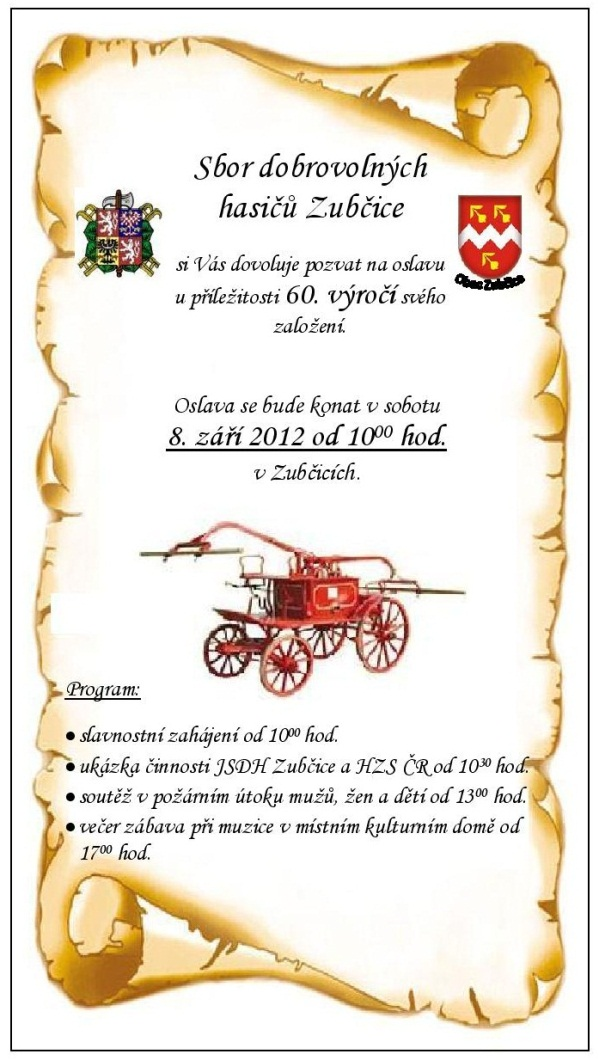 Sbor dobrovolných
hasičů Zubčice
si Vás dovoluje pozvat na oslavu
u příležitosti 60. výročí svého
založení.
Obec Zubčice
Oslava se bude konat v sobotu
8. září 2012 od 10⁰⁰ hod.
v Zubčicích.
Program:
● slavnostní zahájení od 10⁰⁰ hod.
● ukázka činnosti JSDH Zubčice a HZS ČR od 10³⁰ hod.
● soutěž v požárním útoku mužů, žen a dětí od 13⁰⁰ hod.
● večer zábava při muzice v místním kulturním domě od
17⁰⁰ hod.